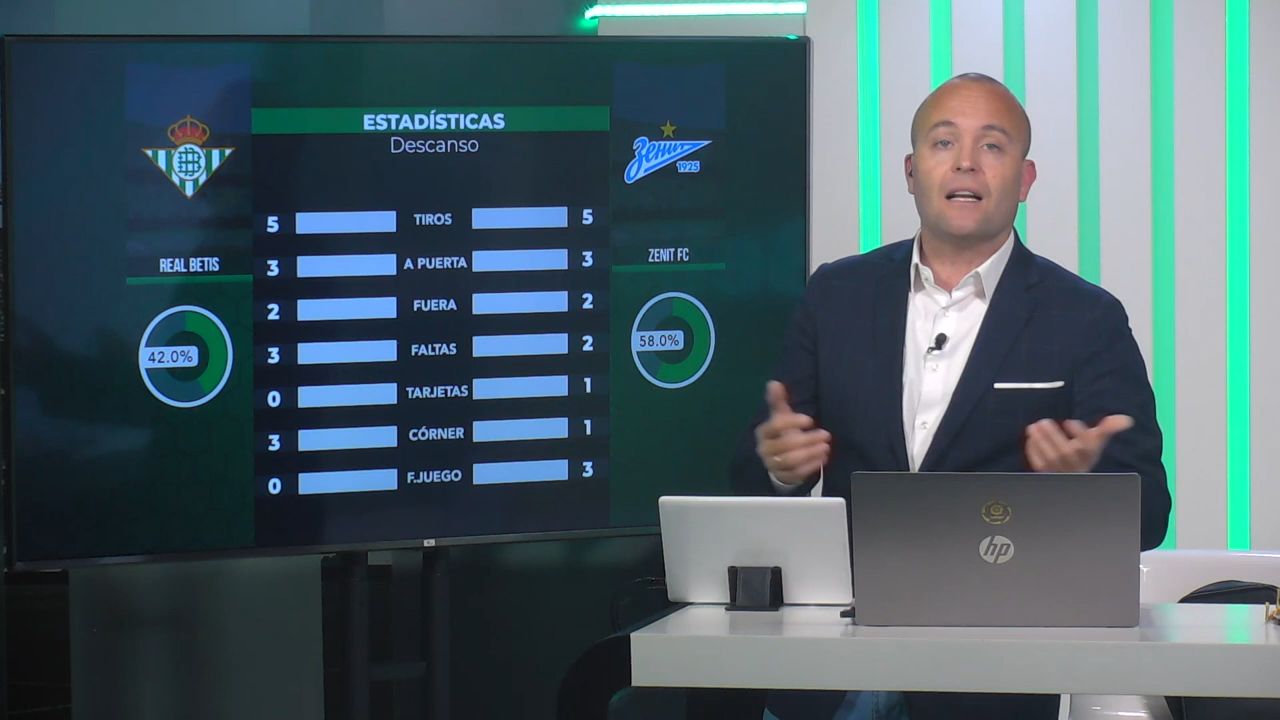 ESTADÍSTICAS
Descanso
Зенит
1925
REAL BETIS
ZENIT FC
42.0%
58.0%
5 TIROS 5
3 A PUERTA 3
2 FUERA 2
3 FALTAS 2
0 TARJETAS 1
3 CÓRNER 1
0 F.JUEGO 3
hp